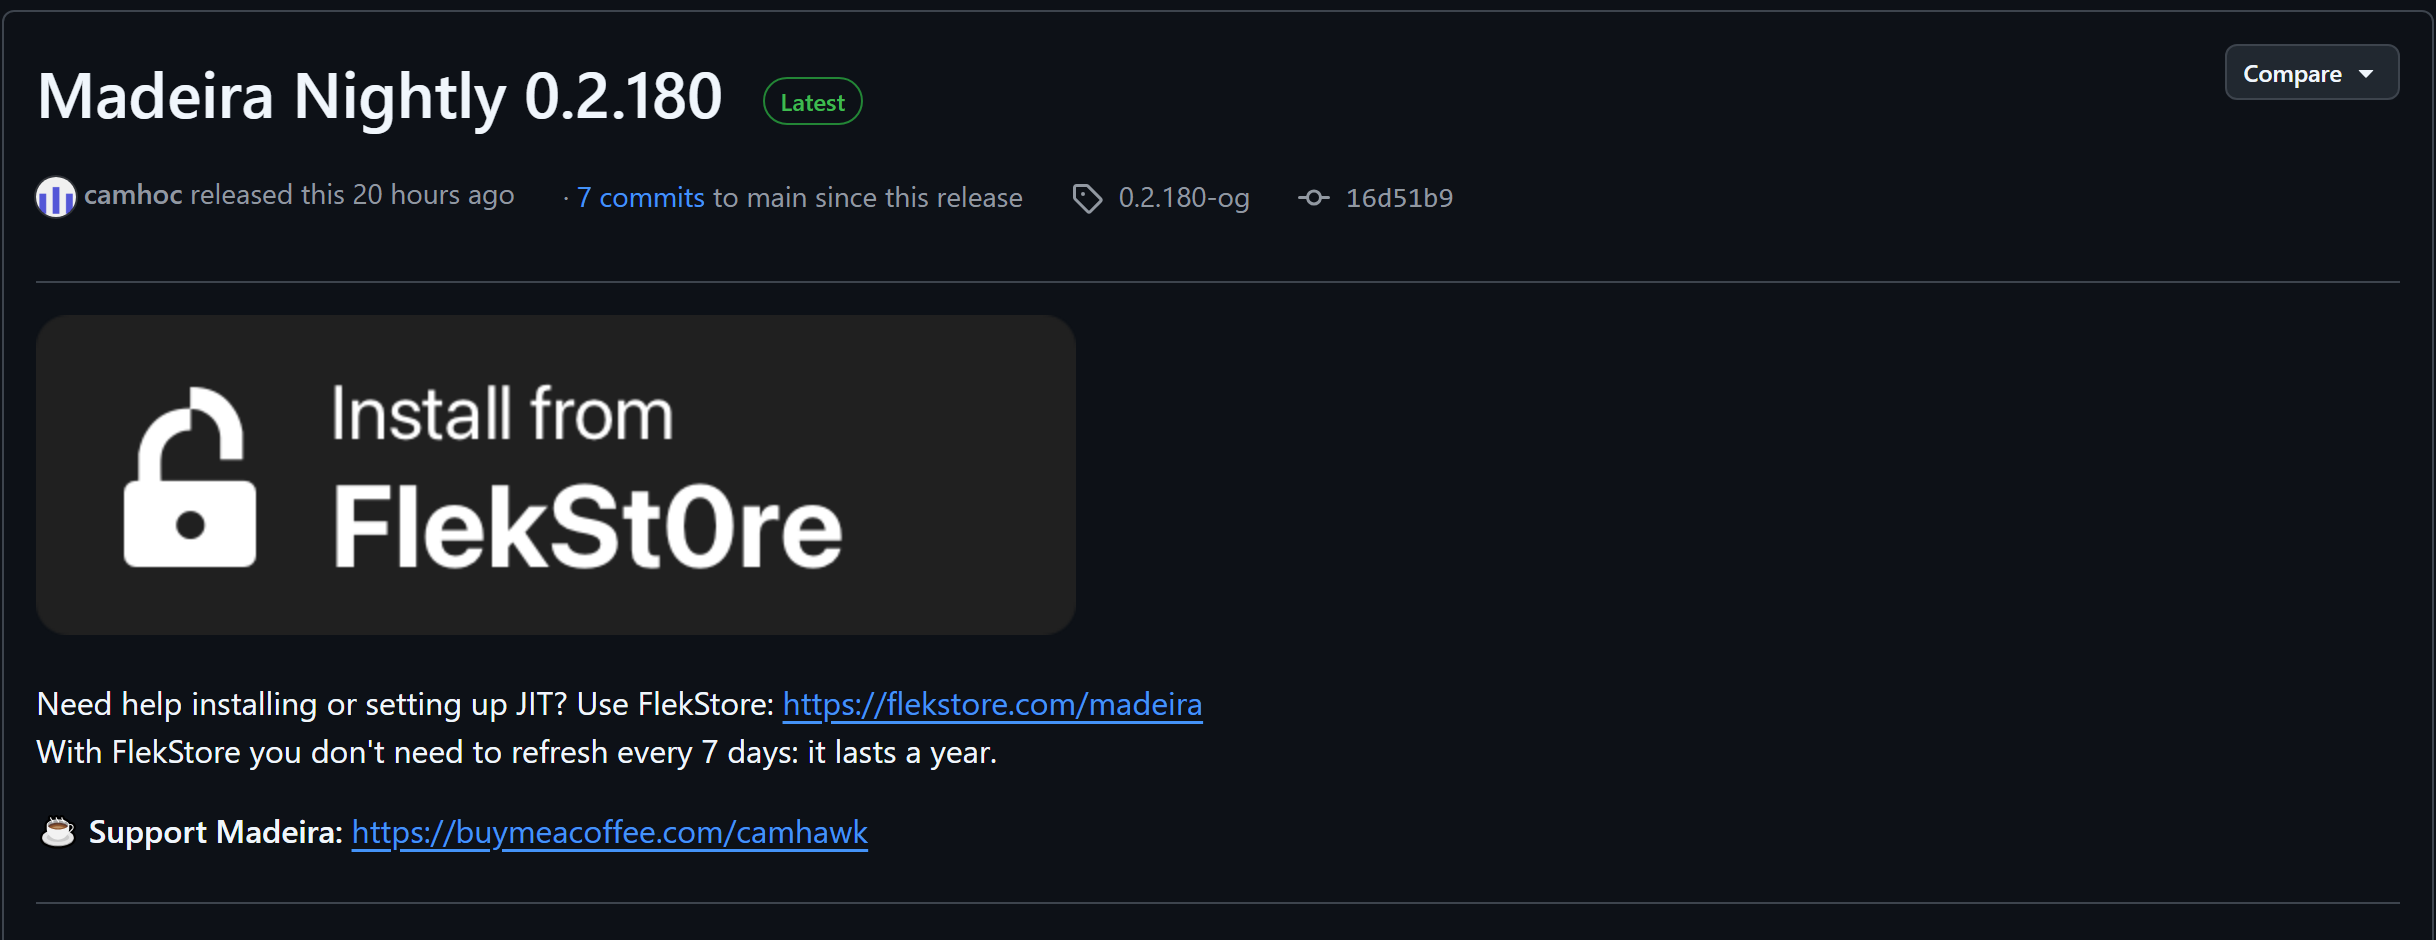 Madeira Nightly 0.2.180 Latest
Compare
camhoc released this 20 hours ago · 7 commits to main since this release 0.2.180-og 16d51b9
Install from
FlekSt0re
Need help installing or setting up JIT? Use FlekStore: https://flekstore.com/madeira
With FlekStore you don't need to refresh every 7 days: it lasts a year.
☕ Support Madeira: https://buymeacoffee.com/camhawk